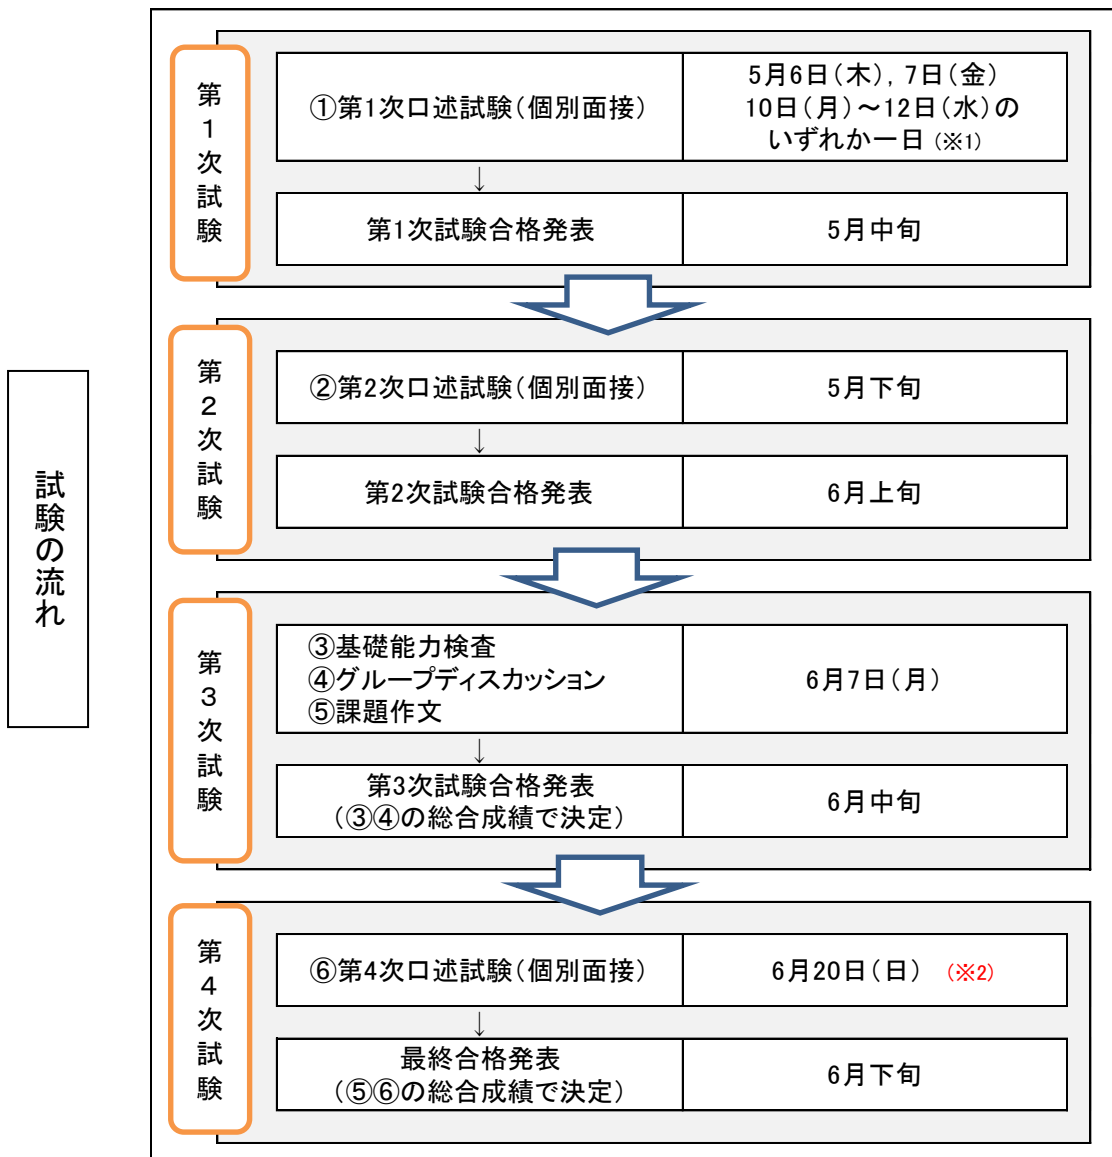 試験の流れ
第1次試験
①第1次口述試験(個別面接)
5月6日(木),7日(金)
10日(月)~12日(水)の
いずれか一日(※1)
↓
第1次試験合格発表
5月中旬
第2次試験
②第2次口述試験(個別面接)
5月下旬
↓
第2次試験合格発表
6月上旬
第3次試験
③基礎能力検査
④グループディスカッション
⑤課題作文
6月7日(月)
↓
第3次試験合格発表
(③④の総合成績で決定)
6月中旬
第4次試験
⑥第4次口述試験(個別面接)
6月20日(日) (※2)
↓
最終合格発表
(⑤⑥の総合成績で決定)
6月下旬